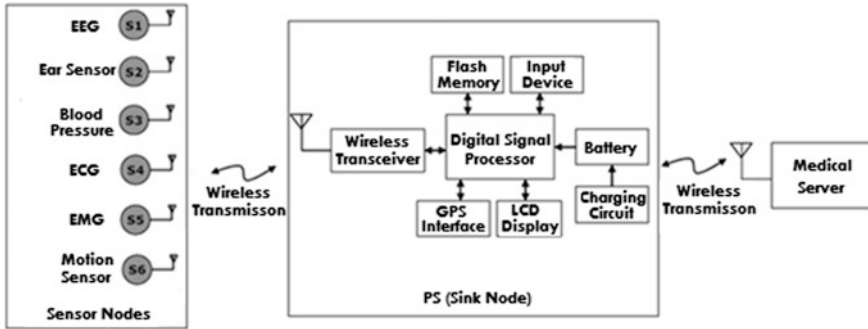 EEG
S1
Ear Sensor
S2
Blood
Pressure
S3
ECG
S4
EMG
S5
Motion
Sensor
S6
Sensor Nodes
Wireless
Transmisson
Flash
Memory
Input
Device
Wireless
Transceiver
Digital Signal
Processor
Battery
GPS
Interface
LCD
Display
Charging
Circuit
PS (Sink Node)
Wireless
Transmisson
Medical
Server